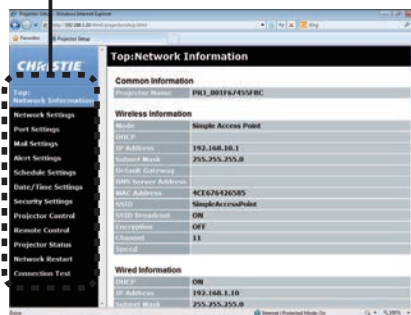 Projector Setup - Windows Internet Explorer
Favorites Projector Setup
CHRISTIE
Top:
Network Information
Network Settings
Port Settings
Mail Settings
Alert Settings
Schedule Settings
Date/Time Settings
Security Settings
Projector Control
Remote Control
Projector Status
Network Restart
Connection Test
Top:Network Information
Common Information
Projector Name PRJ_001F67455FBC
Wireless Information
Mode Simple Access Point
DHCP
IP Address 192.168.10.1
Subnet Mask 255.255.255.0
Default Gateway
DNS Server Address
MAC Address 4CE676426585
SSID SimpleAccessPoint
SSID Broadcast ON
Encryption OFF
Channel 11
Speed
Wired Information
DHCP ON
IP Address 192.168.1.10
Subnet Mask 255.255.255.0
Done Internet | Protected Mode: On